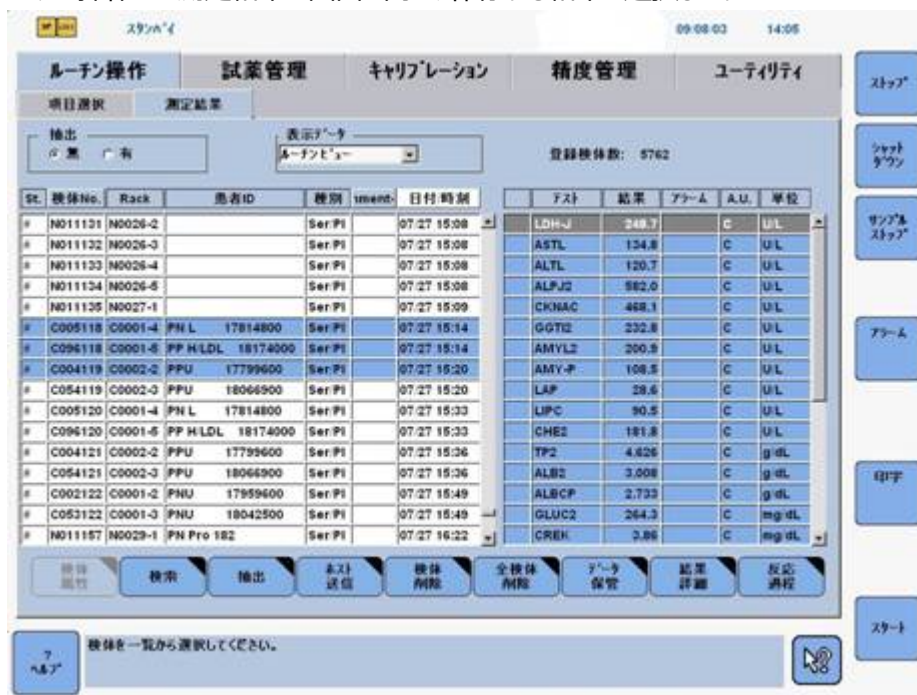 スタンバイ 09-08-03 14:05
ルーチン操作 試薬管理 キャリブレーション 精度管理 ユーティリティ
項目選択 測定結果
抽出 無 有
表示データ ルーチンビュー
登録検体数: 5762
St. 検体No. Rack 患者ID 種別 iment- 日付/時刻
テスト 結果 アラーム A.U. 単位
# N011131 N0026-2 Ser/Pl 07/27 15:08
LDH-J 248.7 C U/L
# N011132 N0026-3 Ser/Pl 07/27 15:08
ASTL 134.8 C U/L
# N011133 N0026-4 Ser/Pl 07/27 15:08
ALTL 120.7 C U/L
# N011134 N0026-5 Ser/Pl 07/27 15:08
ALPJ2 582.0 C U/L
# N011135 N0027-1 Ser/Pl 07/27 15:09
CKNAC 468.1 C U/L
# C005118 C0001-4 PN L 17814800 Ser/Pl 07/27 15:14
GGTI2 232.8 C U/L
# C096118 C0001-5 PP H/LDL 18174000 Ser/Pl 07/27 15:14
AMYL2 200.9 C U/L
# C004119 C0002-2 PPU 17799600 Ser/Pl 07/27 15:20
AMY-P 108.5 C U/L
# C054119 C0002-3 PPU 18066900 Ser/Pl 07/27 15:20
LAP 28.6 C U/L
# C005120 C0001-4 PN L 17814800 Ser/Pl 07/27 15:33
LIPC 90.5 C U/L
# C096120 C0001-5 PP H/LDL 18174000 Ser/Pl 07/27 15:33
CHE2 181.8 C U/L
# C004121 C0002-2 PPU 17799600 Ser/Pl 07/27 15:36
TP2 4.626 C g/dL
# C054121 C0002-3 PPU 18066900 Ser/Pl 07/27 15:36
ALB2 3.008 C g/dL
# C002122 C0001-2 PNU 17959600 Ser/Pl 07/27 15:49
ALBCP 2.733 C g/dL
# C053122 C0001-3 PNU 18042500 Ser/Pl 07/27 15:49
GLUC2 264.3 C mg/dL
# N011157 N0029-1 PN Pro 182 Ser/Pl 07/27 16:22
CREK 3.86 C mg/dL
検体属性 検索 抽出 ホスト送信 検体削除 全検体削除 データ保管 結果詳細 反応過程
? ヘルプ
検体を一覧から選択してください。
ストップ
シャットダウン
サンプルストップ
アラーム
印字
スタート